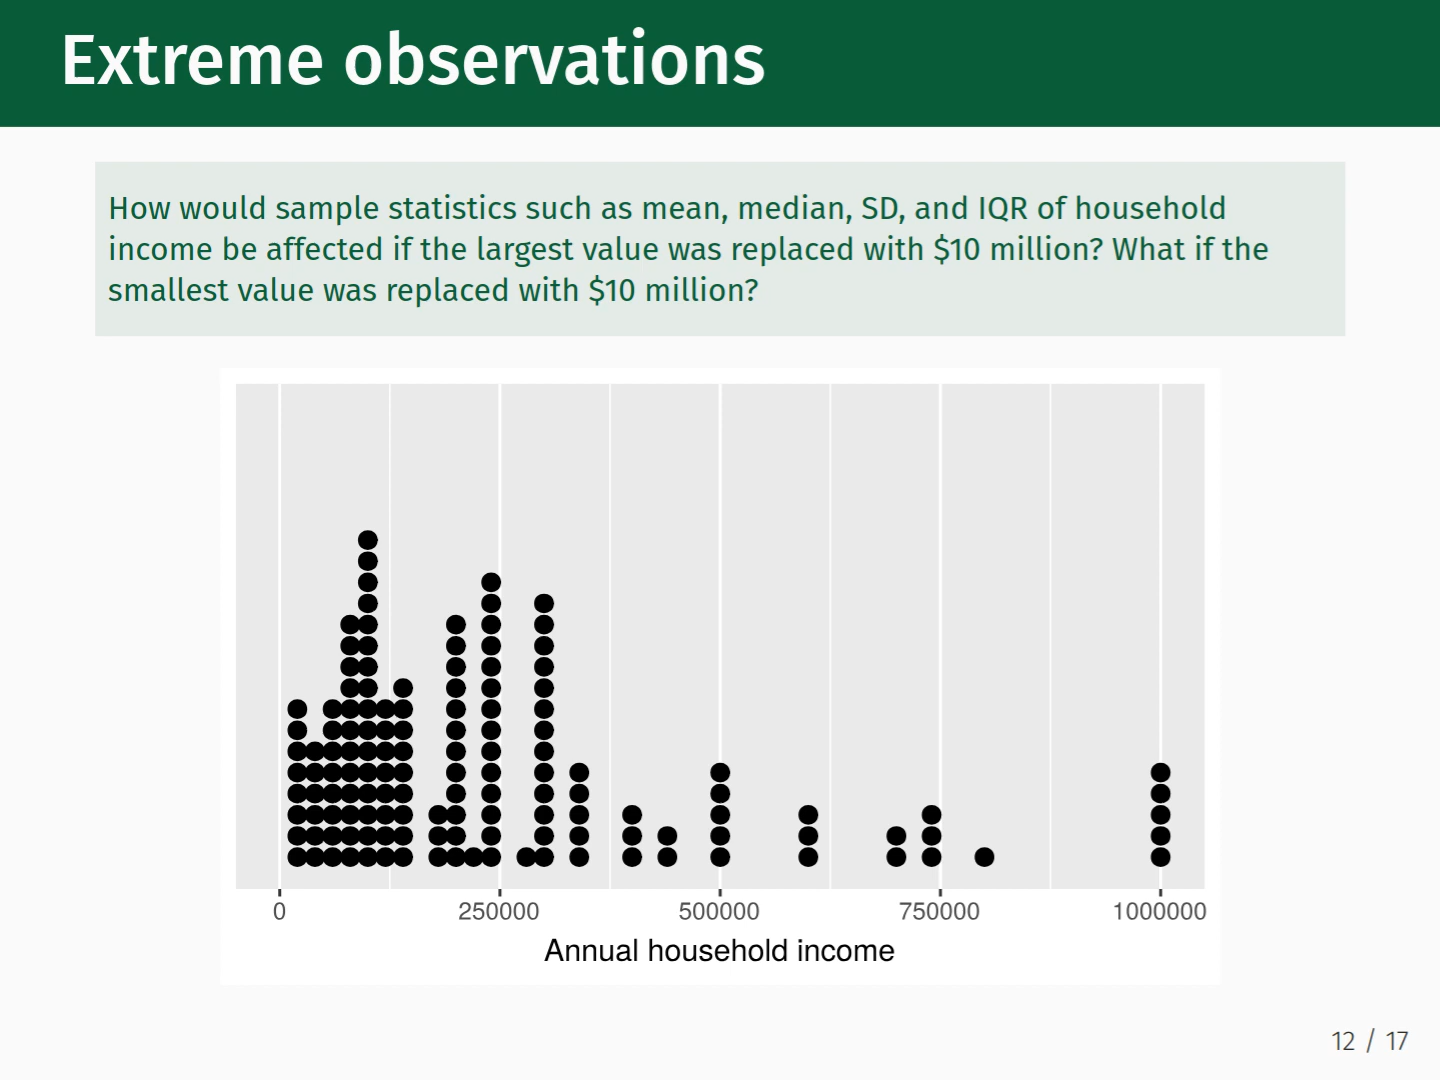 Extreme observations
How would sample statistics such as mean, median, SD, and IQR of household
income be affected if the largest value was replaced with $10 million? What if the
smallest value was replaced with $10 million?
0 250000 500000 750000 1000000
Annual household income
12 / 17